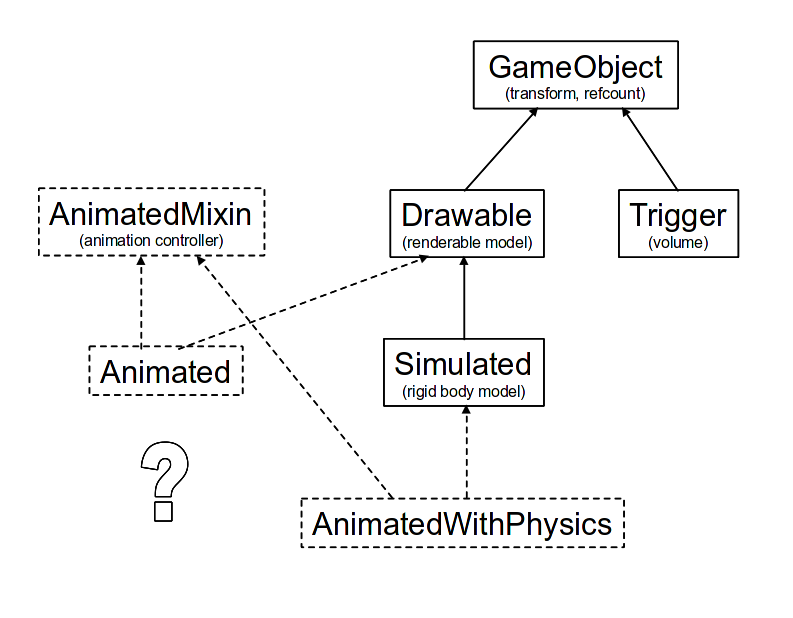 GameObject
(transform, refcount)
AnimatedMixin
(animation controller)
Drawable
(renderable model)
Trigger
(volume)
Animated
Simulated
(rigid body model)
?
AnimatedWithPhysics